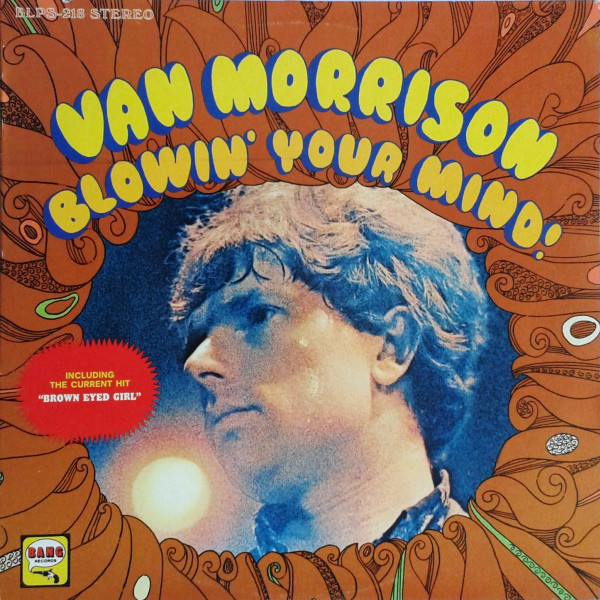 BLPS-218 STEREO
VAN MORRISON
BLOWIN' YOUR MIND!
INCLUDING
THE CURRENT HIT
"BROWN EYED GIRL"
BANG
RECORDS